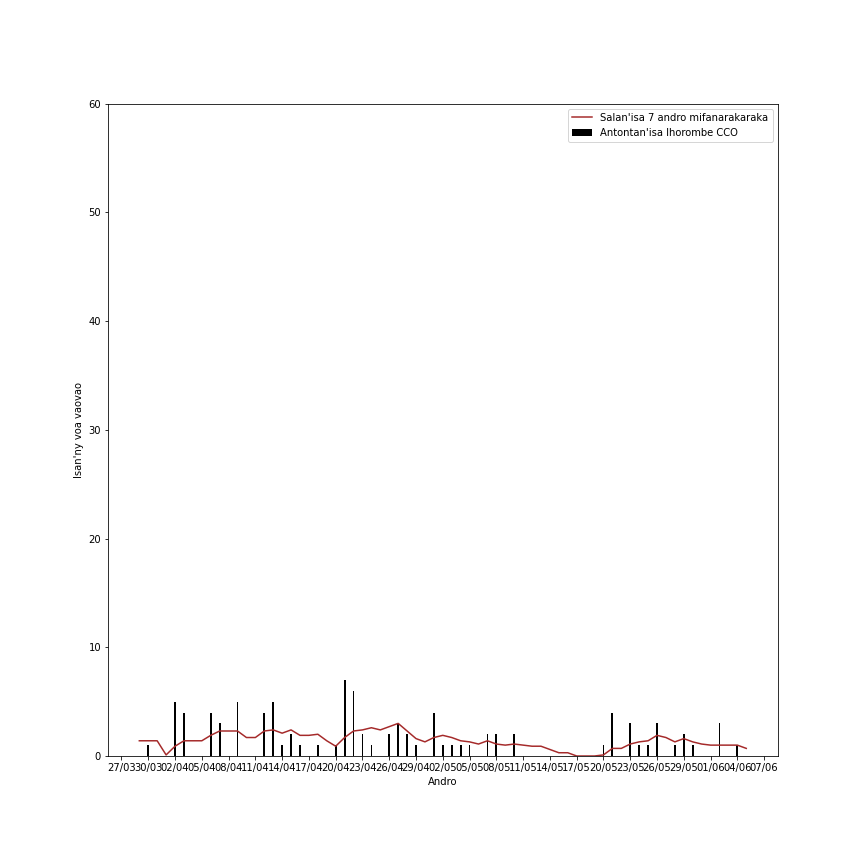 Salan'isa 7 andro mifanarakaraka
Antontan'isa Ihorombe CCO
60
50
40
30
20
10
0
Isan'ny voa vaovao
27/03 30/03 02/04 05/04 08/04 11/04 14/04 17/04 20/04 23/04 26/04 29/04 02/05 05/05 08/05 11/05 14/05 17/05 20/05 23/05 26/05 29/05 01/06 04/06 07/06
Andro